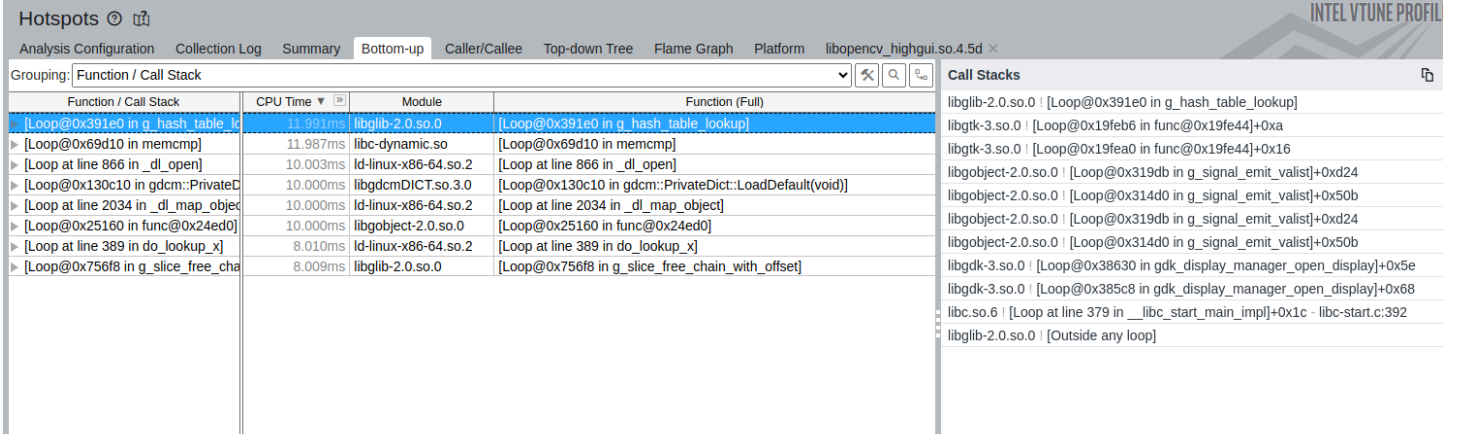 Hotspots
INTEL VTUNE PROFIL
Analysis Configuration Collection Log Summary Bottom-up Caller/Callee Top-down Tree Flame Graph Platform libopencv_highgui.so.4.5d ×
Grouping: Function / Call Stack
Function / Call Stack CPU Time ▼ » Module Function (Full)
[Loop@0x391e0 in g_hash_table_lo 11.991ms libglib-2.0.so.0 [Loop@0x391e0 in g_hash_table_lookup]
[Loop@0x69d10 in memcmp] 11.987ms libc-dynamic.so [Loop@0x69d10 in memcmp]
[Loop at line 866 in _dl_open] 10.003ms ld-linux-x86-64.so.2 [Loop at line 866 in _dl_open]
[Loop@0x130c10 in gdcm::PrivateD 10.000ms libgdcmDICT.so.3.0 [Loop@0x130c10 in gdcm::PrivateDict::LoadDefault(void)]
[Loop at line 2034 in _dl_map_objec 10.000ms ld-linux-x86-64.so.2 [Loop at line 2034 in _dl_map_object]
[Loop@0x25160 in func@0x24ed0] 10.000ms libgobject-2.0.so.0 [Loop@0x25160 in func@0x24ed0]
[Loop at line 389 in do_lookup_x] 8.010ms ld-linux-x86-64.so.2 [Loop at line 389 in do_lookup_x]
[Loop@0x756f8 in g_slice_free_cha 8.009ms libglib-2.0.so.0 [Loop@0x756f8 in g_slice_free_chain_with_offset]
Call Stacks
libglib-2.0.so.0 ! [Loop@0x391e0 in g_hash_table_lookup]
libgtk-3.so.0 ! [Loop@0x19feb6 in func@0x19fe44]+0xa
libgtk-3.so.0 ! [Loop@0x19fea0 in func@0x19fe44]+0x16
libgobject-2.0.so.0 ! [Loop@0x319db in g_signal_emit_valist]+0xd24
libgobject-2.0.so.0 ! [Loop@0x314d0 in g_signal_emit_valist]+0x50b
libgobject-2.0.so.0 ! [Loop@0x319db in g_signal_emit_valist]+0xd24
libgobject-2.0.so.0 ! [Loop@0x314d0 in g_signal_emit_valist]+0x50b
libgdk-3.so.0 ! [Loop@0x38630 in gdk_display_manager_open_display]+0x5e
libgdk-3.so.0 ! [Loop@0x385c8 in gdk_display_manager_open_display]+0x68
libc.so.6 ! [Loop at line 379 in __libc_start_main_impl]+0x1c - libc-start.c:392
libglib-2.0.so.0 ! [Outside any loop]